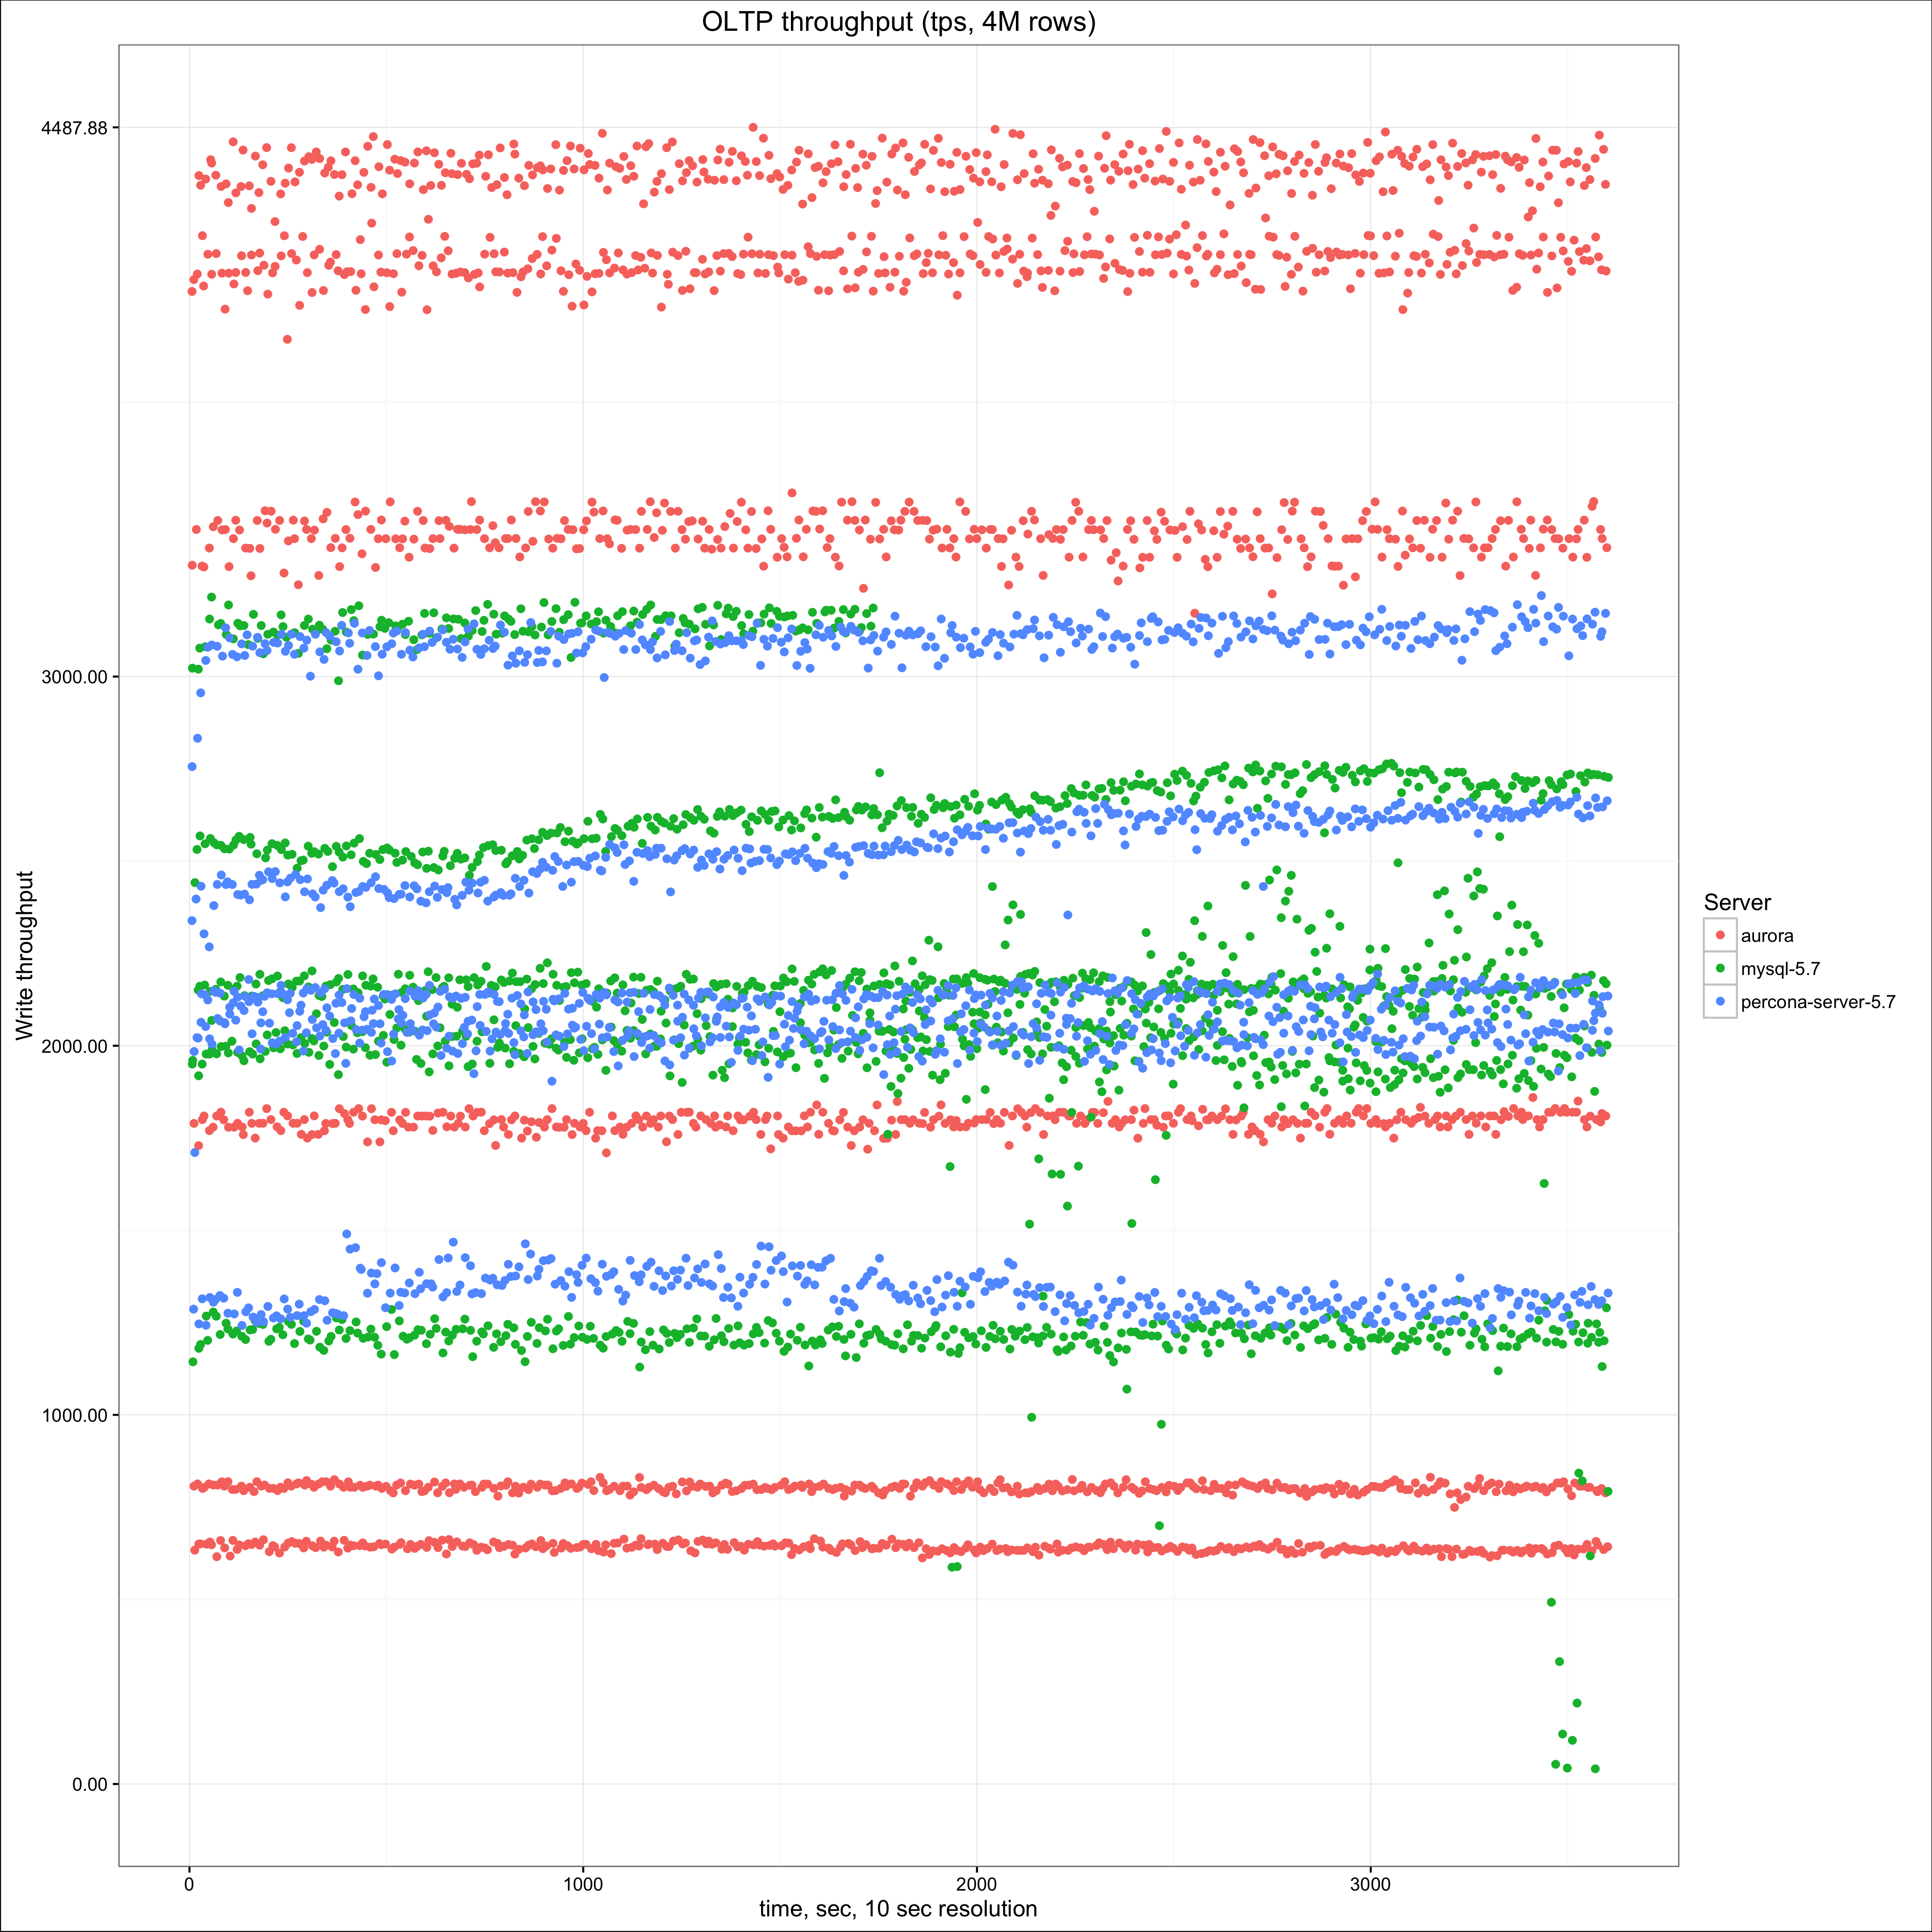 OLTP throughput (tps, 4M rows)
4487.88
3000.00
2000.00
1000.00
0.00
Write throughput
0 1000 2000 3000
time, sec, 10 sec resolution
Server
aurora
mysql-5.7
percona-server-5.7